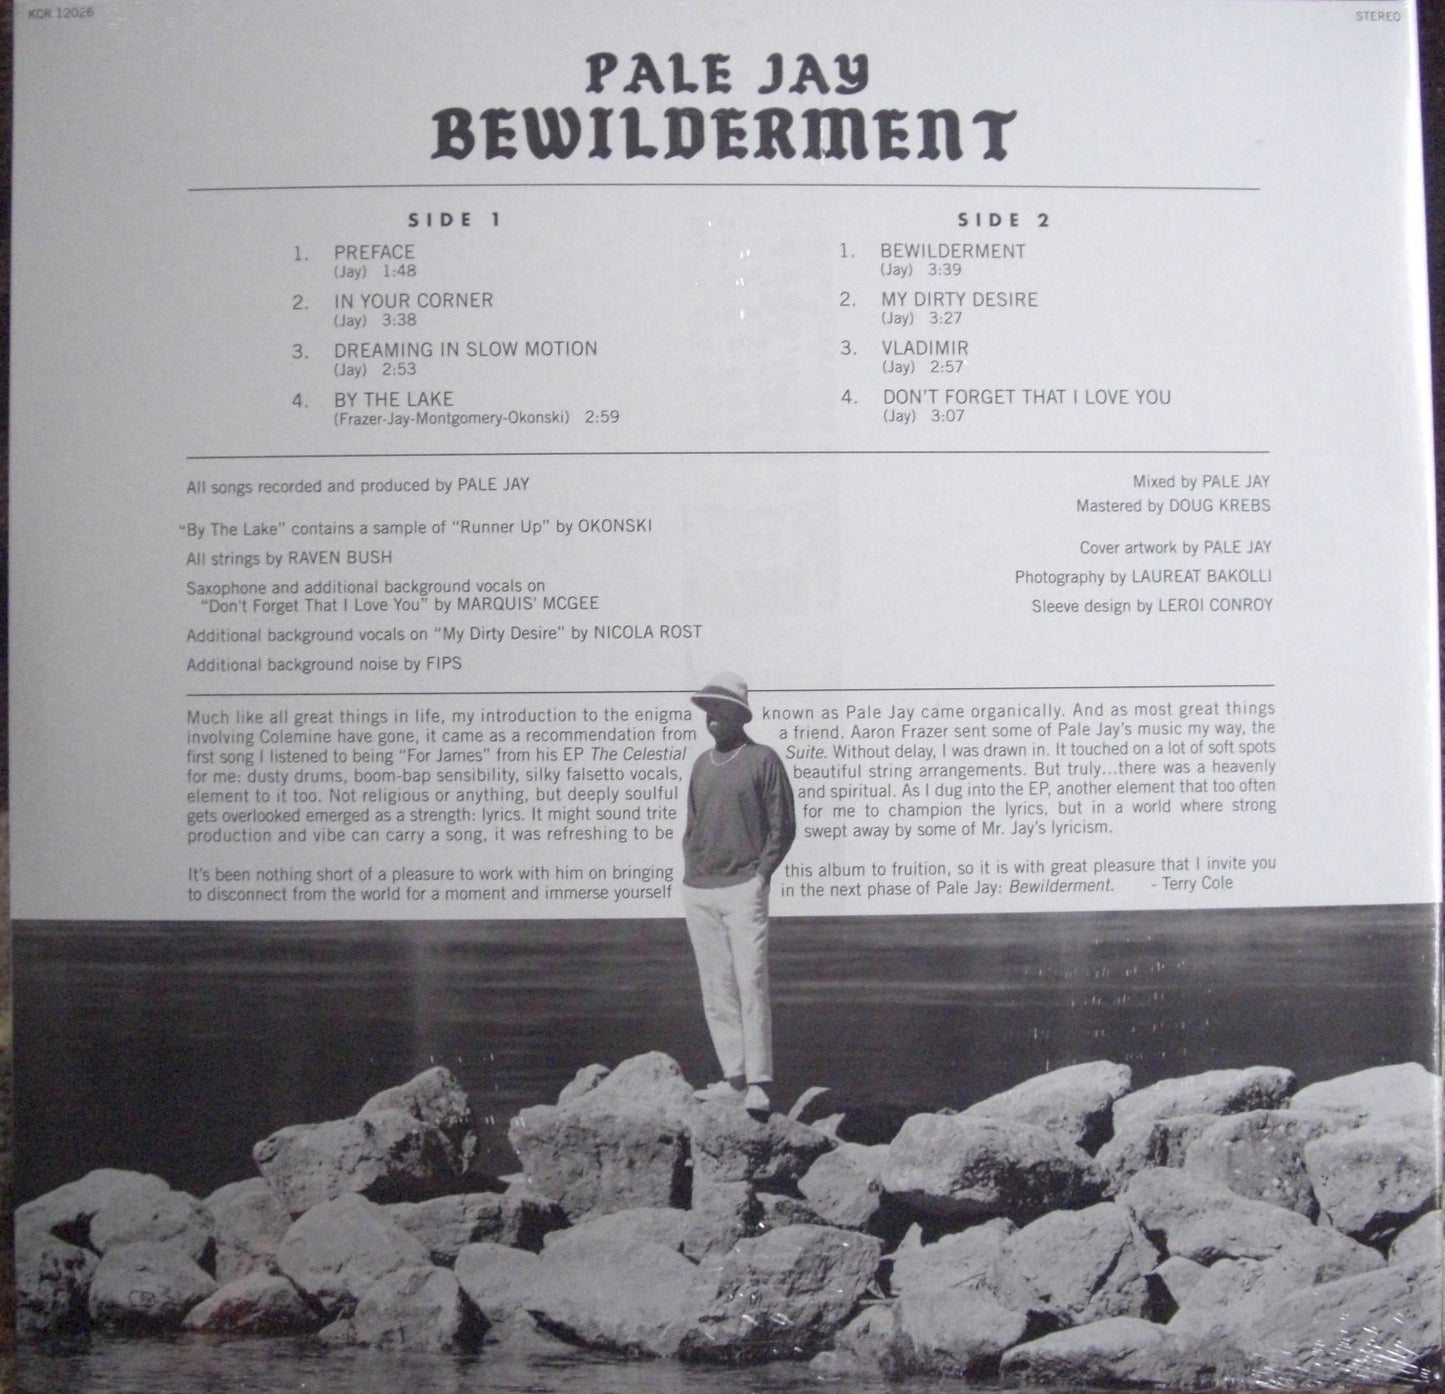 KCR 12026
STEREO
PALE JAY
BEWILDERMENT
SIDE 1
1. PREFACE
(Jay) 1:48
2. IN YOUR CORNER
(Jay) 3:38
3. DREAMING IN SLOW MOTION
(Jay) 2:53
4. BY THE LAKE
(Frazer-Jay-Montgomery-Okonski) 2:59
SIDE 2
1. BEWILDERMENT
(Jay) 3:39
2. MY DIRTY DESIRE
(Jay) 3:27
3. VLADIMIR
(Jay) 2:57
4. DON'T FORGET THAT I LOVE YOU
(Jay) 3:07
All songs recorded and produced by PALE JAY
“By The Lake” contains a sample of “Runner Up” by OKONSKI
All strings by RAVEN BUSH
Saxophone and additional background vocals on
“Don't Forget That I Love You” by MARQUIS' MCGEE
Additional background vocals on “My Dirty Desire” by NICOLA ROST
Additional background noise by FIPS
Mixed by PALE JAY
Mastered by DOUG KREBS
Cover artwork by PALE JAY
Photography by LAUREAT BAKOLLI
Sleeve design by LEROI CONROY
Much like all great things in life, my introduction to the enigma known as Pale Jay came organically. And as most great things
involving Colemine have gone, it came as a recommendation from a friend. Aaron Frazer sent some of Pale Jay's music my way, the
first song I listened to being “For James” from his EP The Celestial Suite. Without delay, I was drawn in. It touched on a lot of soft spots
for me: dusty drums, boom-bap sensibility, silky falsetto vocals, beautiful string arrangements. But truly...there was a heavenly
element to it too. Not religious or anything, but deeply soulful and spiritual. As I dug into the EP, another element that too often
gets overlooked emerged as a strength: lyrics. It might sound trite for me to champion the lyrics, but in a world where strong
production and vibe can carry a song, it was refreshing to be swept away by some of Mr. Jay's lyricism.
It's been nothing short of a pleasure to work with him on bringing this album to fruition, so it is with great pleasure that I invite you
to disconnect from the world for a moment and immerse yourself in the next phase of Pale Jay: Bewilderment. - Terry Cole